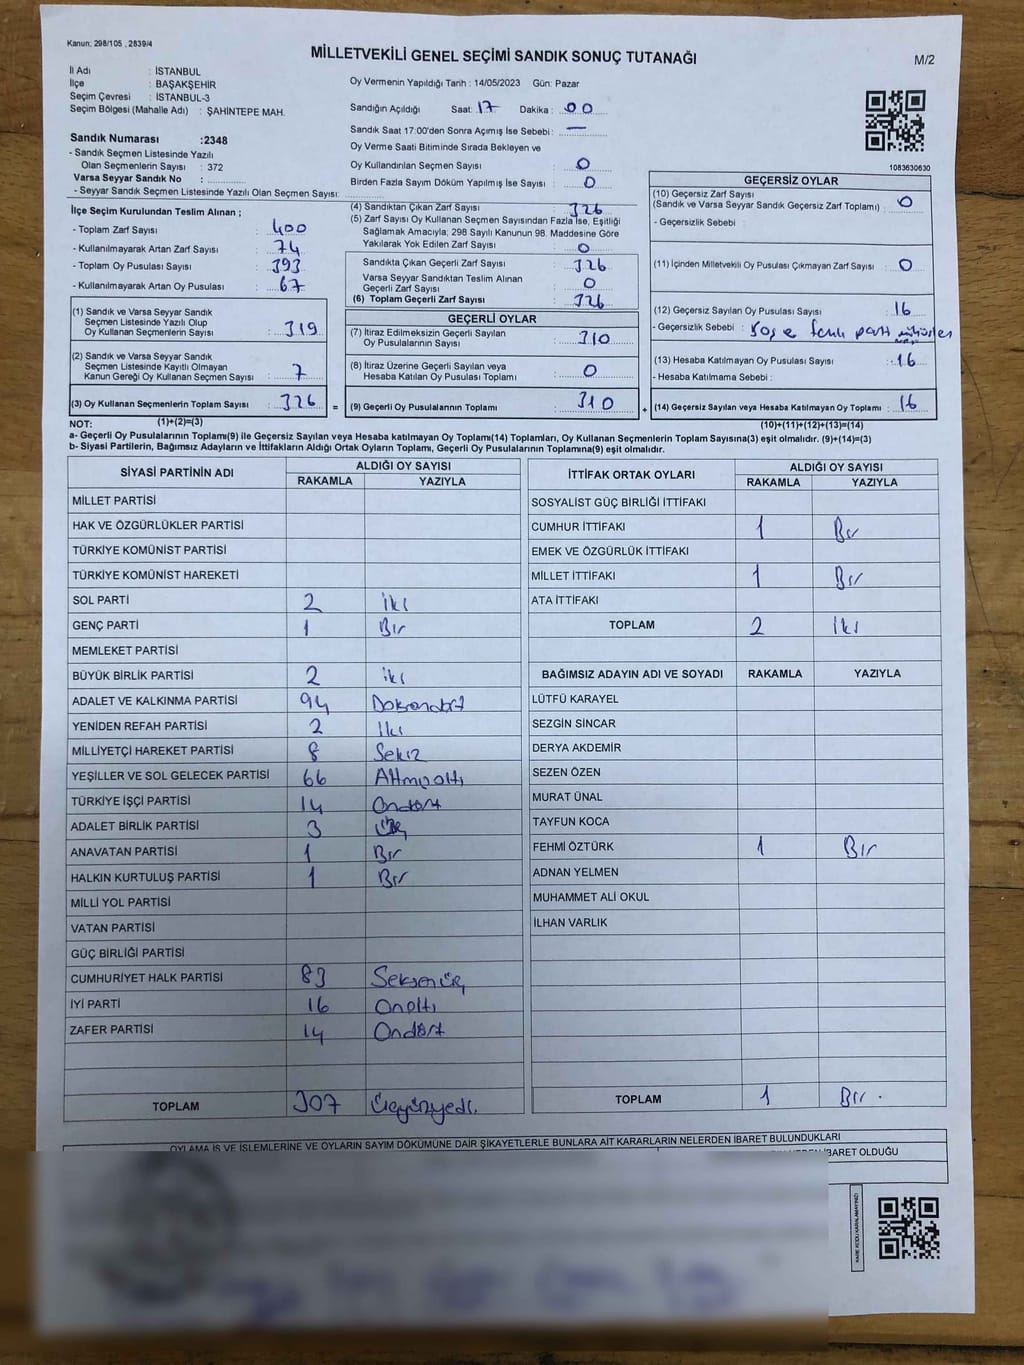 Kanun: 298/105 , 2839/4
MİLLETVEKİLİ GENEL SEÇİMİ SANDIK SONUÇ TUTANAĞI
M/2
İl Adı : İSTANBUL
İlçe : BAŞAKŞEHİR
Seçim Çevresi : İSTANBUL-3
Seçim Bölgesi (Mahalle Adı) : ŞAHİNTEPE MAH.
Sandık Numarası :2348
- Sandık Seçmen Listesinde Yazılı
Olan Seçmenlerin Sayısı : 372
Varsa Seyyar Sandık No :
- Seyyar Sandık Seçmen Listesinde Yazılı Olan Seçmen Sayısı:
Oy Vermenin Yapıldığı Tarih : 14/05/2023 Gün: Pazar
Sandığın Açıldığı Saat: 17 Dakika : 00
Sandık Saat 17:00'den Sonra Açımış İse Sebebi: —
Oy Verme Saati Bitiminde Sırada Bekleyen ve
Oy Kullandırılan Seçmen Sayısı : 0
Birden Fazla Sayım Döküm Yapılmış İse Sayısı : 0
1083630630
İlçe Seçim Kurulundan Teslim Alınan ;
- Toplam Zarf Sayısı : 400
- Kullanılmayarak Artan Zarf Sayısı : 74
- Toplam Oy Pusulası Sayısı : 393
- Kullanılmayarak Artan Oy Pusulası : 67
(1) Sandık ve Varsa Seyyar Sandık
Seçmen Listesinde Yazılı Olup
Oy Kullanan Seçmenlerin Sayısı : 319
(2) Sandık ve Varsa Seyyar Sandık
Seçmen Listesinde Kayıtlı Olmayan
Kanun Gereği Oy Kullanan Seçmen Sayısı : 7
(3) Oy Kullanan Seçmenlerin Toplam Sayısı : 326
(1)+(2)=(3)
(4) Sandıktan Çıkan Zarf Sayısı : 326
(5) Zarf Sayısı Oy Kullanan Seçmen Sayısından Fazla İse, Eşitliği
Sağlamak Amacıyla; 298 Sayılı Kanunun 98. Maddesine Göre
Yakılarak Yok Edilen Zarf Sayısı : 0
Sandıkta Çıkan Geçerli Zarf Sayısı : 326
Varsa Seyyar Sandıktan Teslim Alınan
Geçerli Zarf Sayısı : 0
(6) Toplam Geçerli Zarf Sayısı : 326
GEÇERLİ OYLAR
(7) İtiraz Edilmeksizin Geçerli Sayılan
Oy Pusulalarının Sayısı : 310
(8) İtiraz Üzerine Geçerli Sayılan veya
Hesaba Katılan Oy Pusulası Toplamı : 0
= (9) Geçerli Oy Pusulalarının Toplamı : 310
GEÇERSİZ OYLAR
(10) Geçersiz Zarf Sayısı
(Sandık ve Varsa Seyyar Sandık Geçersiz Zarf Toplamı) : 0
- Geçersizlik Sebebi :
(11) İçinden Milletvekili Oy Pusulası Çıkmayan Zarf Sayısı : 0
(12) Geçersiz Sayılan Oy Pusulası Sayısı : 16
- Geçersizlik Sebebi : Boş ve farklı parti
(13) Hesaba Katılmayan Oy Pusulası Sayısı : 16
- Hesaba Katılmama Sebebi :
+ (14) Geçersiz Sayılan veya Hesaba Katılmayan Oy Toplamı : 16
(10)+(11)+(12)+(13)=(14)
NOT:
a- Geçerli Oy Pusulalarının Toplamı(9) ile Geçersiz Sayılan veya Hesaba katılmayan Oy Toplamı(14) Toplamları, Oy Kullanan Seçmenlerin Toplam Sayısına(3) eşit olmalıdır. (9)+(14)=(3)
b- Siyasi Partilerin, Bağımsız Adayların ve İttifakların Aldığı Ortak Oyların Toplamı, Geçerli Oy Pusulalarının Toplamına(9) eşit olmalıdır.
SİYASİ PARTİNİN ADI ALDIĞI OY SAYISI
RAKAMLA YAZIYLA
MİLLET PARTİSİ
HAK VE ÖZGÜRLÜKLER PARTİSİ
TÜRKİYE KOMÜNİST PARTİSİ
TÜRKİYE KOMÜNİST HAREKETİ
SOL PARTİ 2 iki
GENÇ PARTİ 1 Bir
MEMLEKET PARTİSİ
BÜYÜK BİRLİK PARTİSİ 2 iki
ADALET VE KALKINMA PARTİSİ 94 Doksandört
YENİDEN REFAH PARTİSİ 2 İki
MİLLİYETÇİ HAREKET PARTİSİ 8 Sekiz
YEŞİLLER VE SOL GELECEK PARTİSİ 66 Altmışaltı
TÜRKİYE İŞÇİ PARTİSİ 14 Ondört
ADALET BİRLİK PARTİSİ 3 Üç
ANAVATAN PARTİSİ 1 Bir
HALKIN KURTULUŞ PARTİSİ 1 Bir
MİLLİ YOL PARTİSİ
VATAN PARTİSİ
GÜÇ BİRLİĞİ PARTİSİ
CUMHURİYET HALK PARTİSİ 83 Seksenüç
İYİ PARTİ 16 Onaltı
ZAFER PARTİSİ 14 Ondört
TOPLAM 307 Üçyüzyedi.
İTTİFAK ORTAK OYLARI ALDIĞI OY SAYISI
RAKAMLA YAZIYLA
SOSYALİST GÜÇ BİRLİĞİ İTTİFAKI
CUMHUR İTTİFAKI 1 Bir
EMEK VE ÖZGÜRLÜK İTTİFAKI
MİLLET İTTİFAKI 1 Bir
ATA İTTİFAKI
TOPLAM 2 İki
BAĞIMSIZ ADAYIN ADI VE SOYADI RAKAMLA YAZIYLA
LÜTFÜ KARAYEL
SEZGİN SİNCAR
DERYA AKDEMİR
SEZEN ÖZEN
MURAT ÜNAL
TAYFUN KOCA
FEHMİ ÖZTÜRK 1 Bir
ADNAN YELMEN
MUHAMMET ALİ OKUL
İLHAN VARLIK
TOPLAM 1 Bir.
OYLAMA İŞ VE İŞLEMLERİNE VE OYLARIN SAYIM DÖKÜMÜNE DAİR ŞİKAYETLERLE BUNLARA AİT KARARLARIN NELERDEN İBARET BULUNDUKLARI
İBARET OLDUĞU
KARE KODU KARALAMAYINIZ!